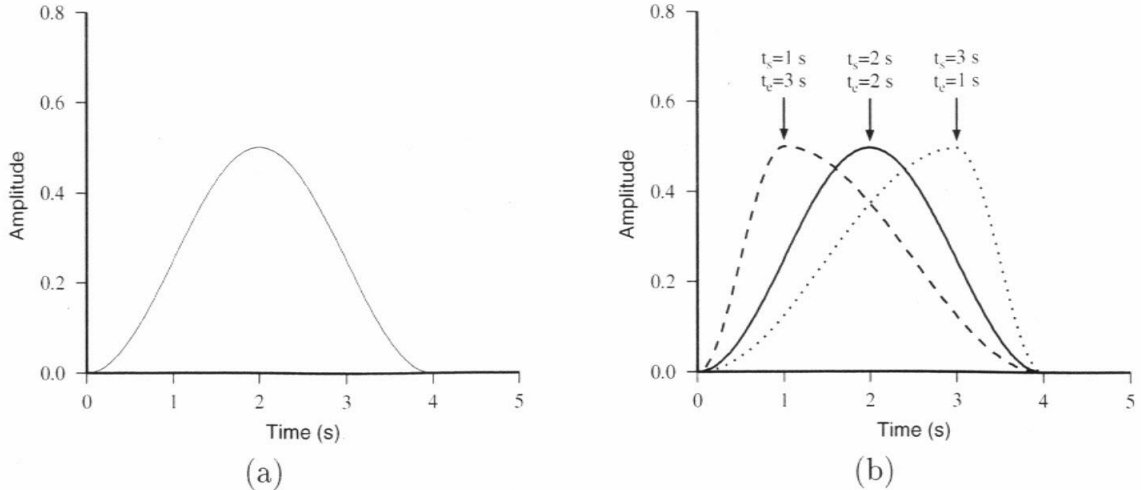 0.8
0.6
0.4
0.2
0.0
Amplitude
0 1 2 3 4 5
Time (s)
(a)
0.8
0.6
0.4
0.2
0.0
Amplitude
t_s=1 s t_s=2 s t_s=3 s
t_e=3 s t_e=2 s t_e=1 s
0 1 2 3 4 5
Time (s)
(b)